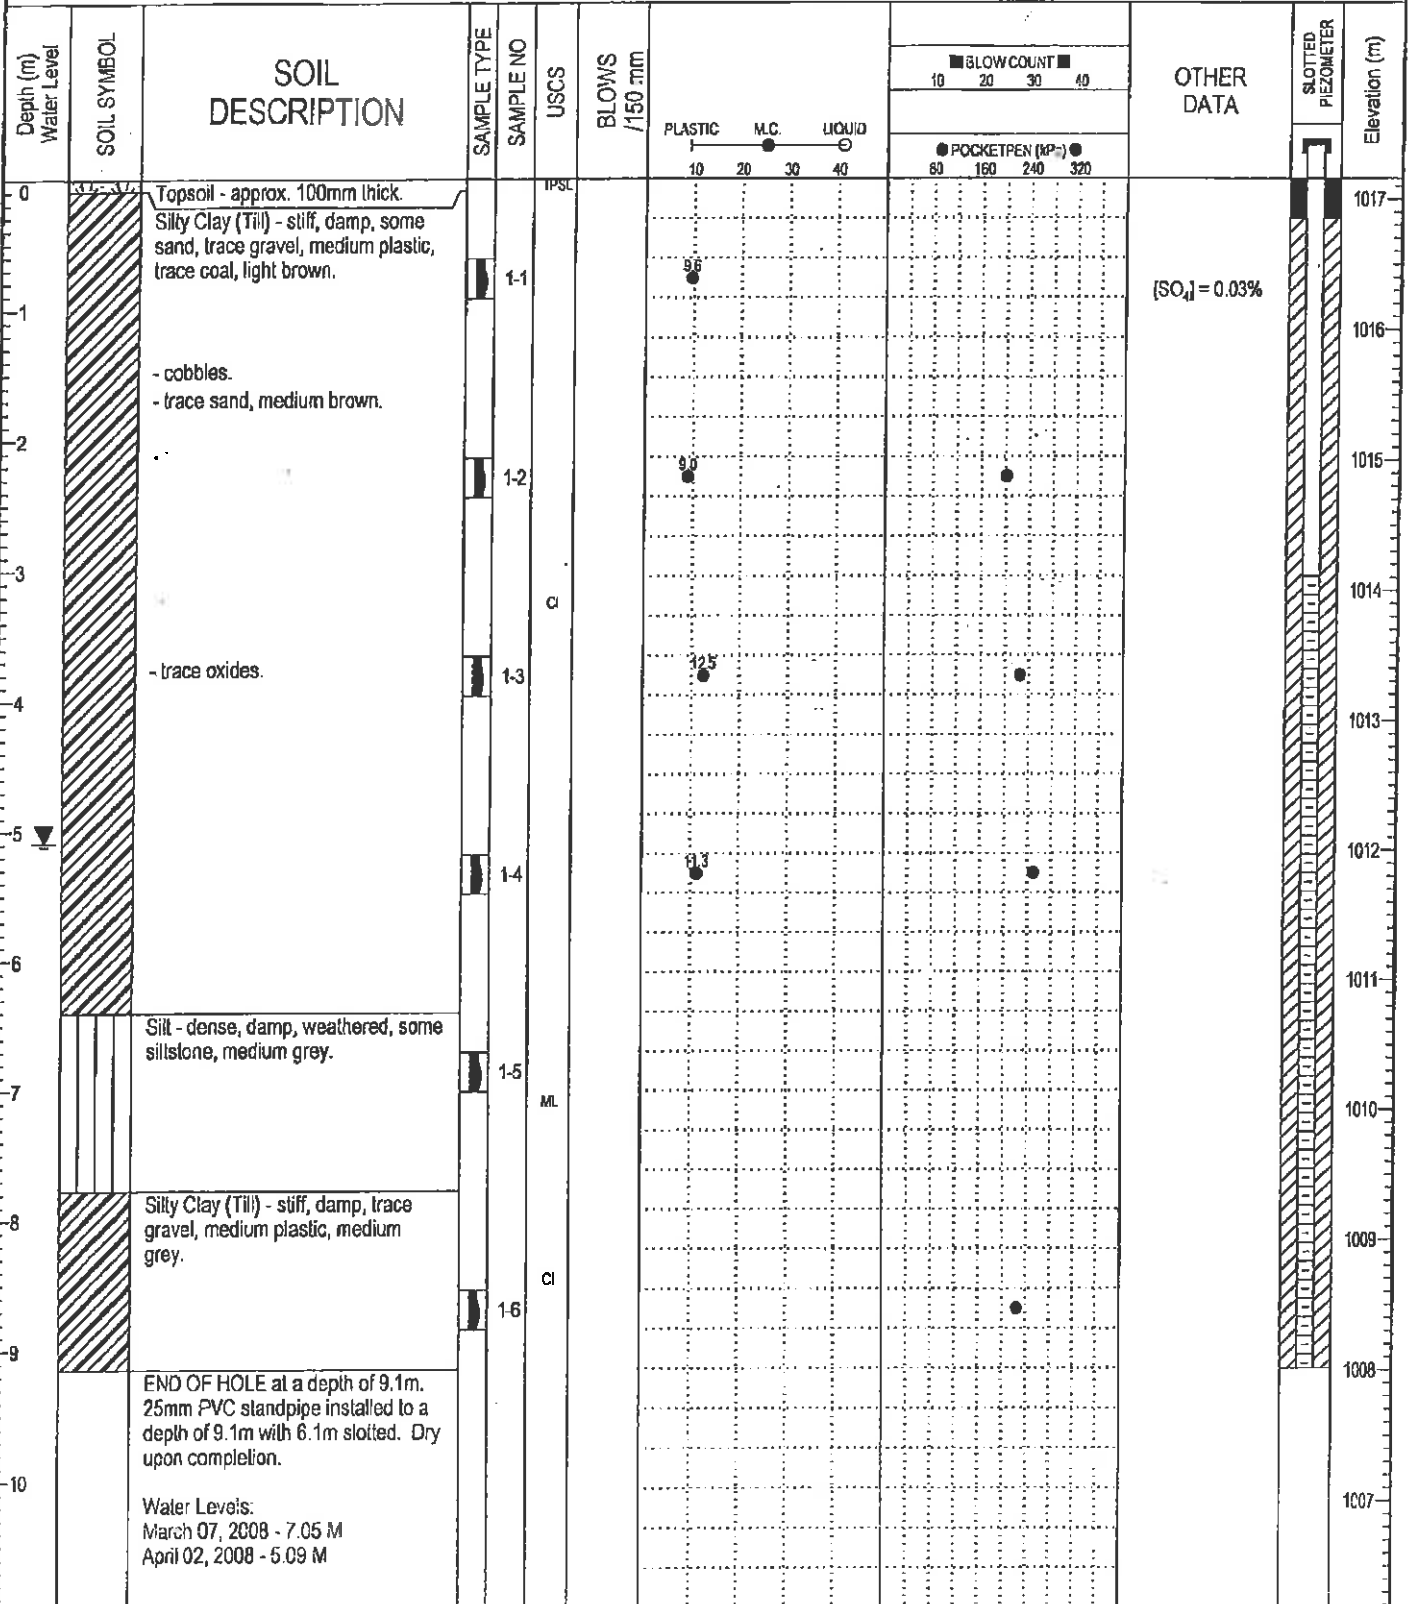 Depth (m)
Water Level
SOIL SYMBOL
SOIL
DESCRIPTION
SAMPLE TYPE
SAMPLE NO
USCS
BLOWS
/150 mm
PLASTIC M.C. LIQUID
10 20 30 40
BLOW COUNT
10 20 30 40
POCKETPEN (kPa)
80 160 240 320
OTHER
DATA
SLOTTED
PIEZOMETER
Elevation (m)
0
Topsoil - approx. 100mm thick.
TPSL
1017
Silty Clay (Till) - stiff, damp, some
sand, trace gravel, medium plastic,
trace coal, light brown.
1-1
9.6
[SO4] = 0.03%
1
1016
- cobbles.
- trace sand, medium brown.
2
1015
1-2
9.0
3
1014
CI
- trace oxides.
1-3
12.5
4
1013
5
1012
1-4
11.3
6
1011
Silt - dense, damp, weathered, some
siltstone, medium grey.
1-5
7
ML
1010
Silty Clay (Till) - stiff, damp, trace
gravel, medium plastic, medium
grey.
8
1009
CI
1-6
9
1008
END OF HOLE at a depth of 9.1m.
25mm PVC standpipe installed to a
depth of 9.1m with 6.1m slotted. Dry
upon completion.
10
1007
Water Levels:
March 07, 2008 - 7.05 M
April 02, 2008 - 5.09 M